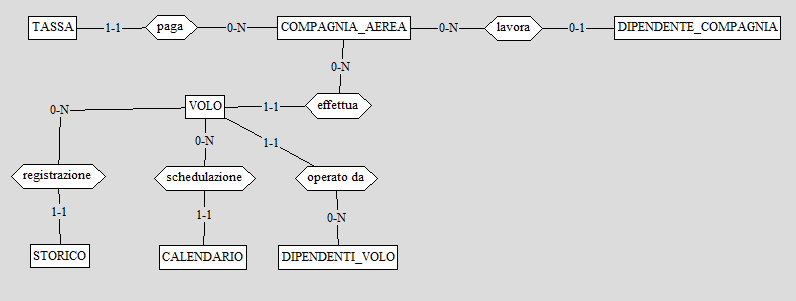 TASSA 1-1 paga 0-N COMPAGNIA_AEREA 0-N lavora 0-1 DIPENDENTE_COMPAGNIA
0-N
0-N VOLO 1-1 effettua
0-N 1-1
registrazione schedulazione operato da
1-1 1-1 0-N
STORICO CALENDARIO DIPENDENTI_VOLO